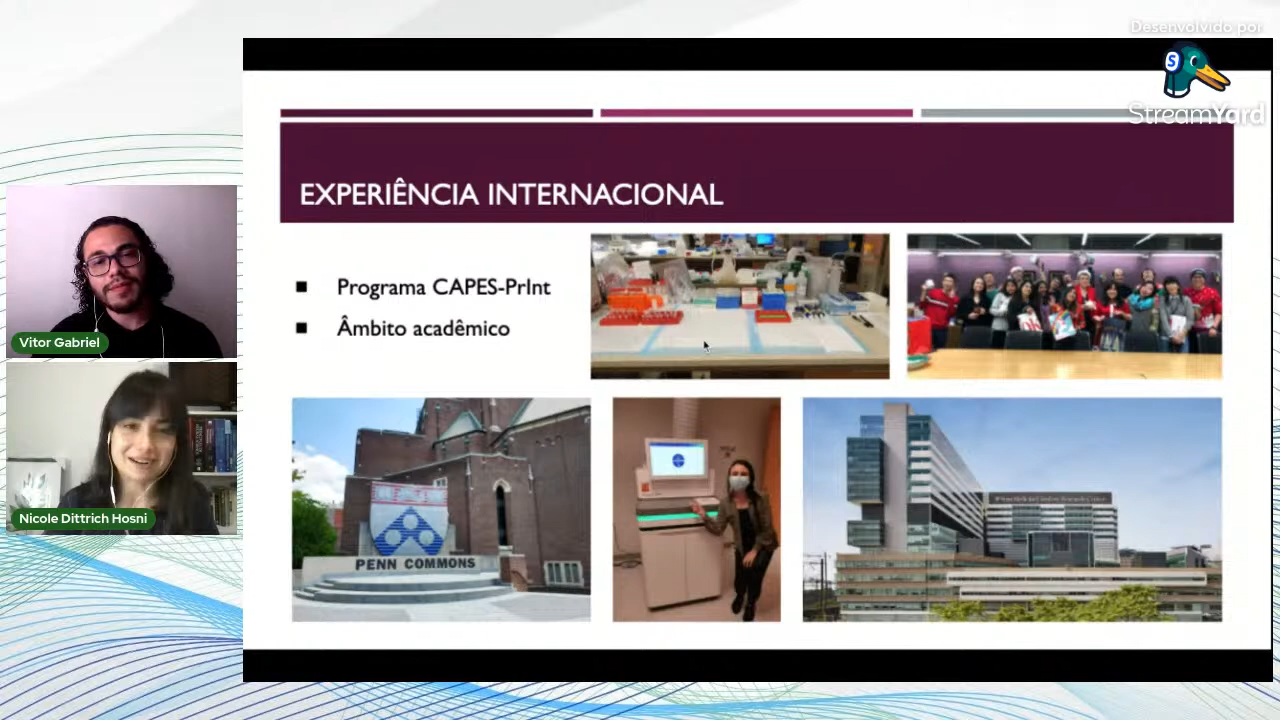 Desenvolvido por
S
StreamYard
EXPERIÊNCIA INTERNACIONAL
■ Programa CAPES-PrInt
■ Âmbito acadêmico
PENN COMMONS
Vitor Gabriel
Nicole Dittrich Hosni